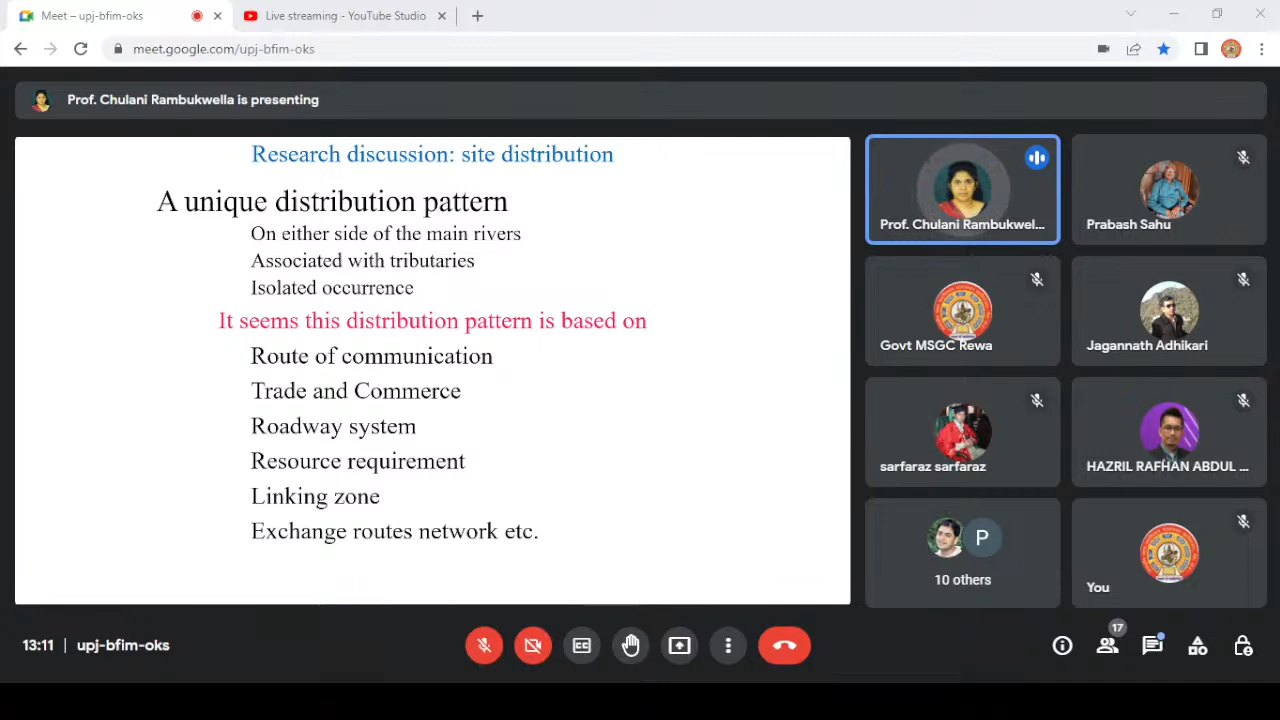 Meet – upj-bfim-oks
Live streaming - YouTube Studio
meet.google.com/upj-bfim-oks
Prof. Chulani Rambukwella is presenting
Research discussion: site distribution
A unique distribution pattern
On either side of the main rivers
Associated with tributaries
Isolated occurrence
It seems this distribution pattern is based on
Route of communication
Trade and Commerce
Roadway system
Resource requirement
Linking zone
Exchange routes network etc.
Prof. Chulani Rambukwel...
Prabash Sahu
Govt MSGC Rewa
Jagannath Adhikari
sarfaraz sarfaraz
HAZRIL RAFHAN ABDUL ...
P
10 others
You
13:11 | upj-bfim-oks
CC
17